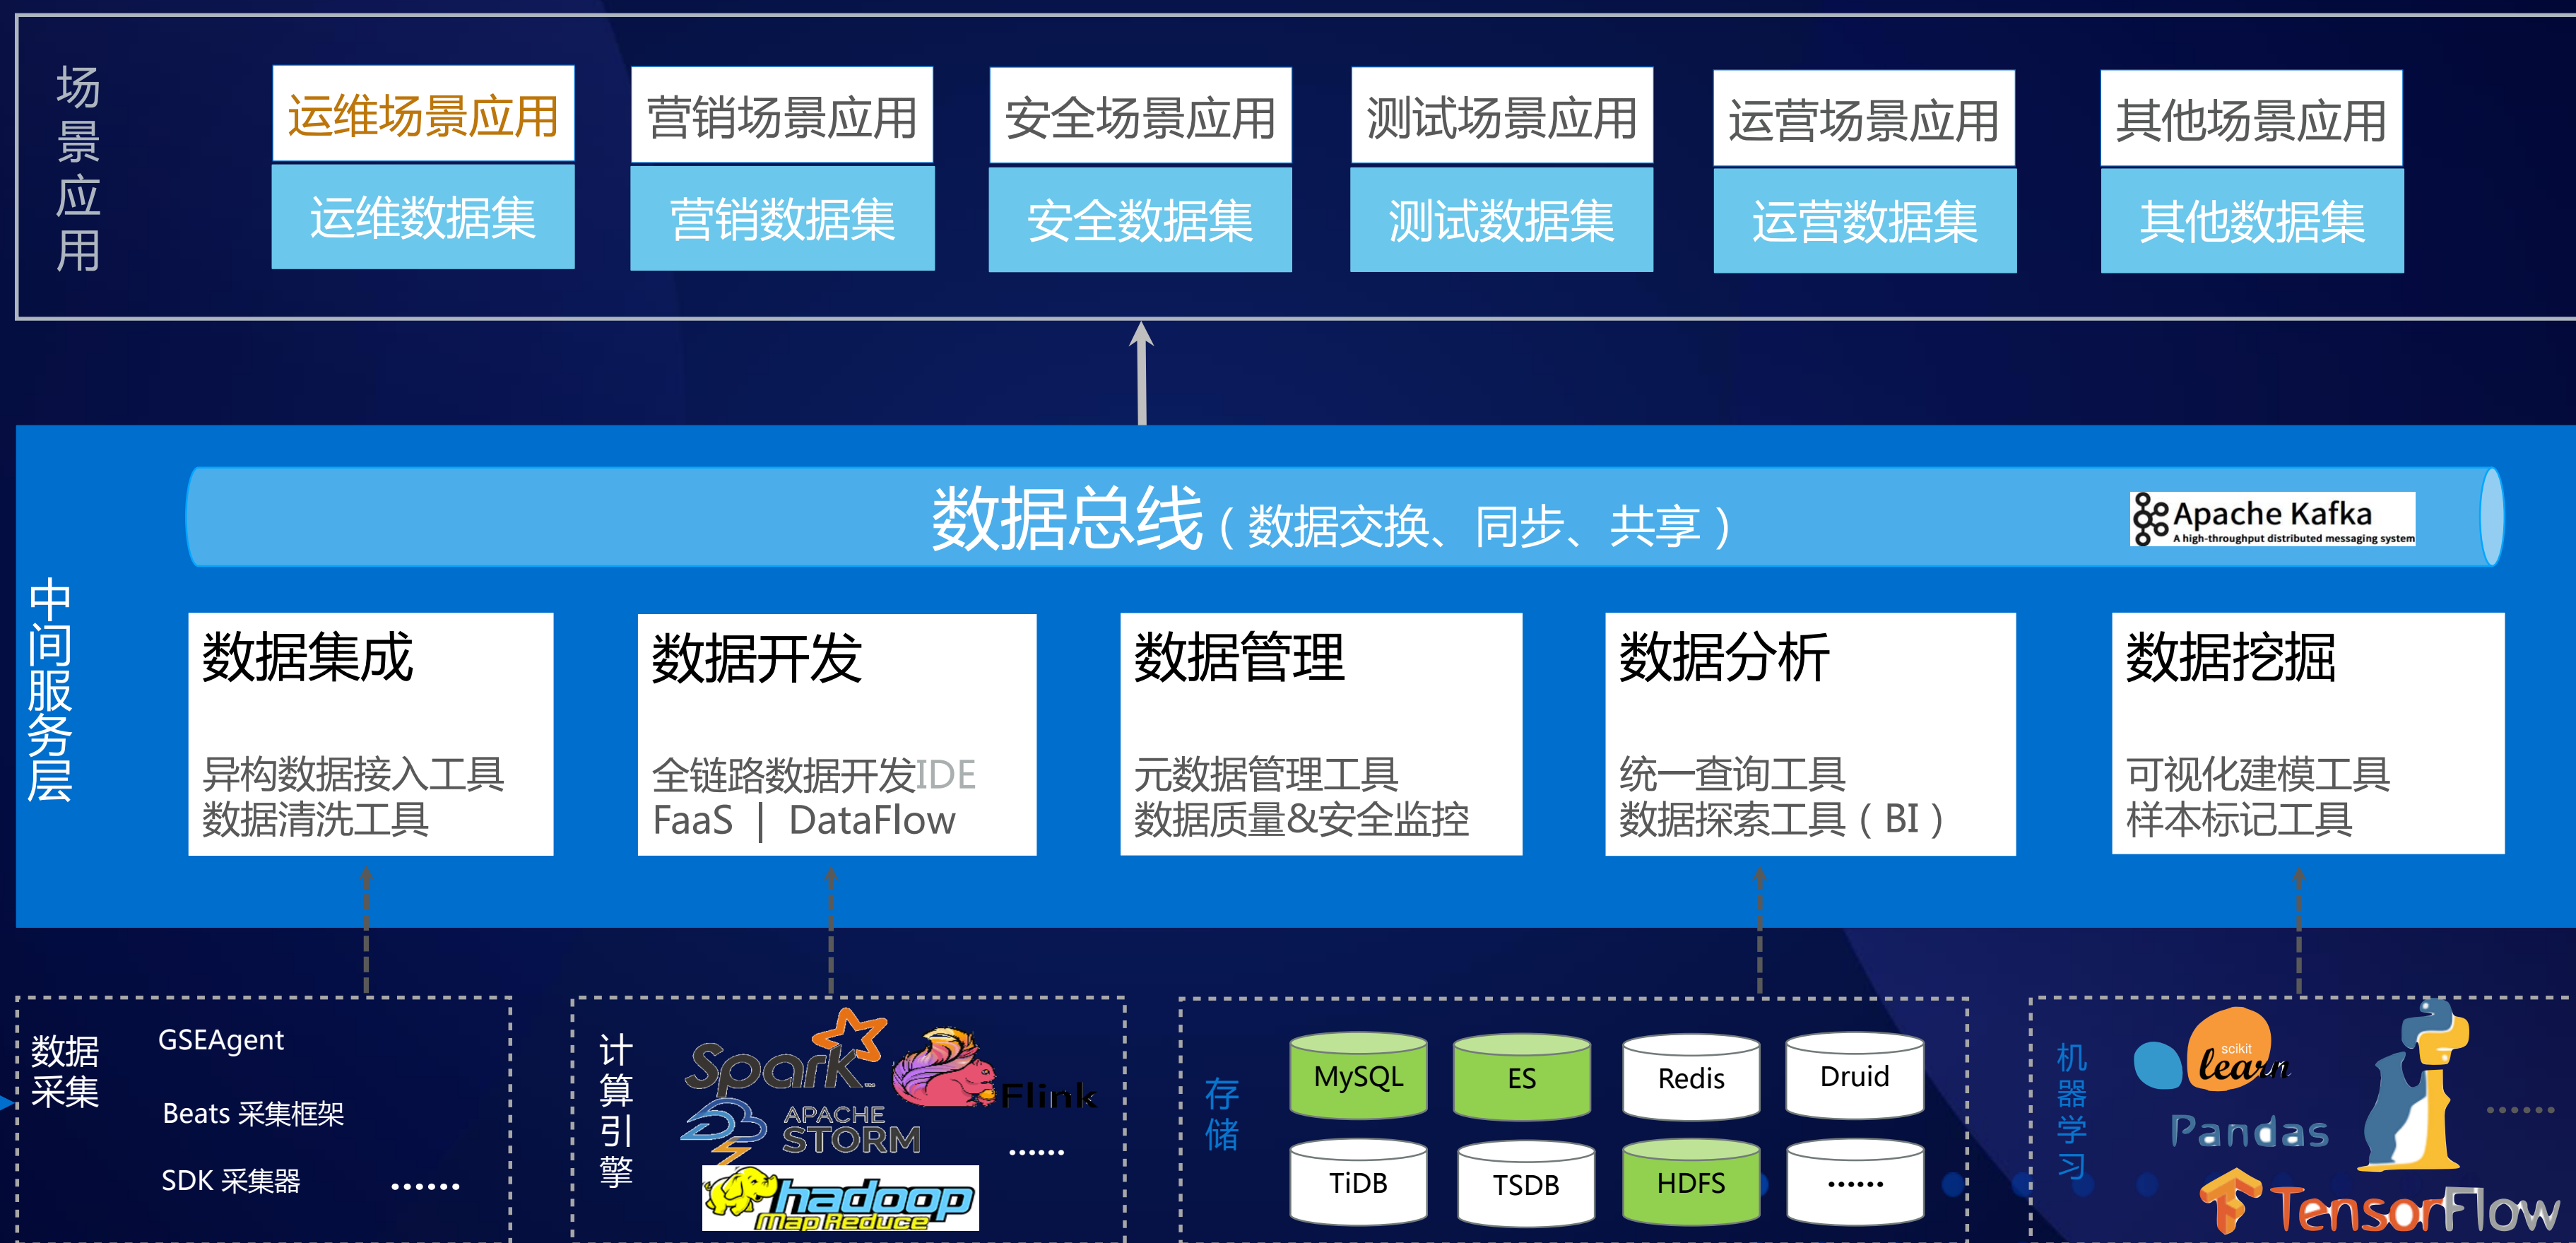 场景应用
运维场景应用
营销场景应用
安全场景应用
测试场景应用
运营场景应用
其他场景应用
运维数据集
营销数据集
安全数据集
测试数据集
运营数据集
其他数据集
中间服务层
数据总线（数据交换、同步、共享）
Apache Kafka
A high-throughput distributed messaging system
数据集成
异构数据接入工具
数据清洗工具
数据开发
全链路数据开发IDE
FaaS | DataFlow
数据管理
元数据管理工具
数据质量&安全监控
数据分析
统一查询工具
数据探索工具（BI）
数据挖掘
可视化建模工具
样本标记工具
数据
采集
GSEAgent
Beats 采集框架
SDK 采集器
......
计算引擎
Spark
Flink
APACHE
STORM
......
hadoop
Map Reduce
存储
MySQL
ES
Redis
Druid
TiDB
TSDB
HDFS
......
机器学习
scikit
learn
Pandas
......
TensorFlow